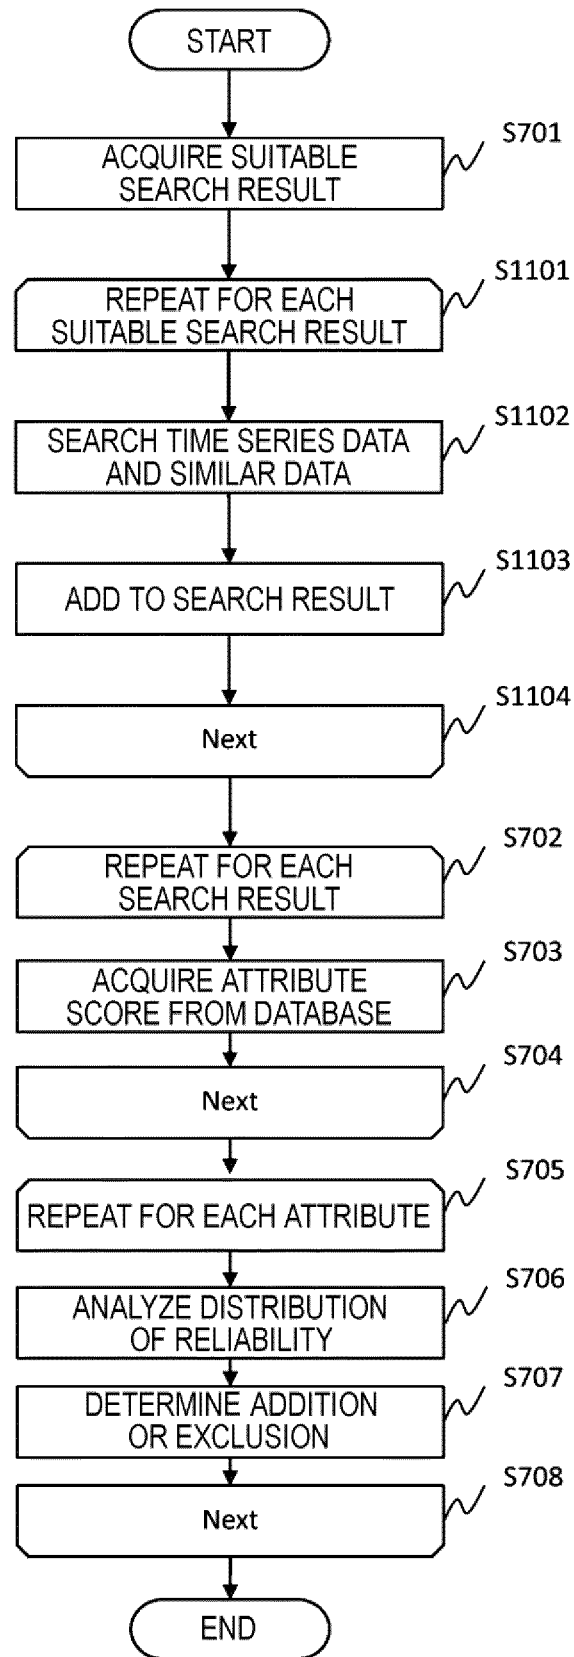 START
S701
ACQUIRE SUITABLE
SEARCH RESULT
S1101
REPEAT FOR EACH
SUITABLE SEARCH RESULT
S1102
SEARCH TIME SERIES DATA
AND SIMILAR DATA
S1103
ADD TO SEARCH RESULT
S1104
Next
S702
REPEAT FOR EACH
SEARCH RESULT
S703
ACQUIRE ATTRIBUTE
SCORE FROM DATABASE
S704
Next
S705
REPEAT FOR EACH ATTRIBUTE
S706
ANALYZE DISTRIBUTION
OF RELIABILITY
S707
DETERMINE ADDITION
OR EXCLUSION
S708
Next
END